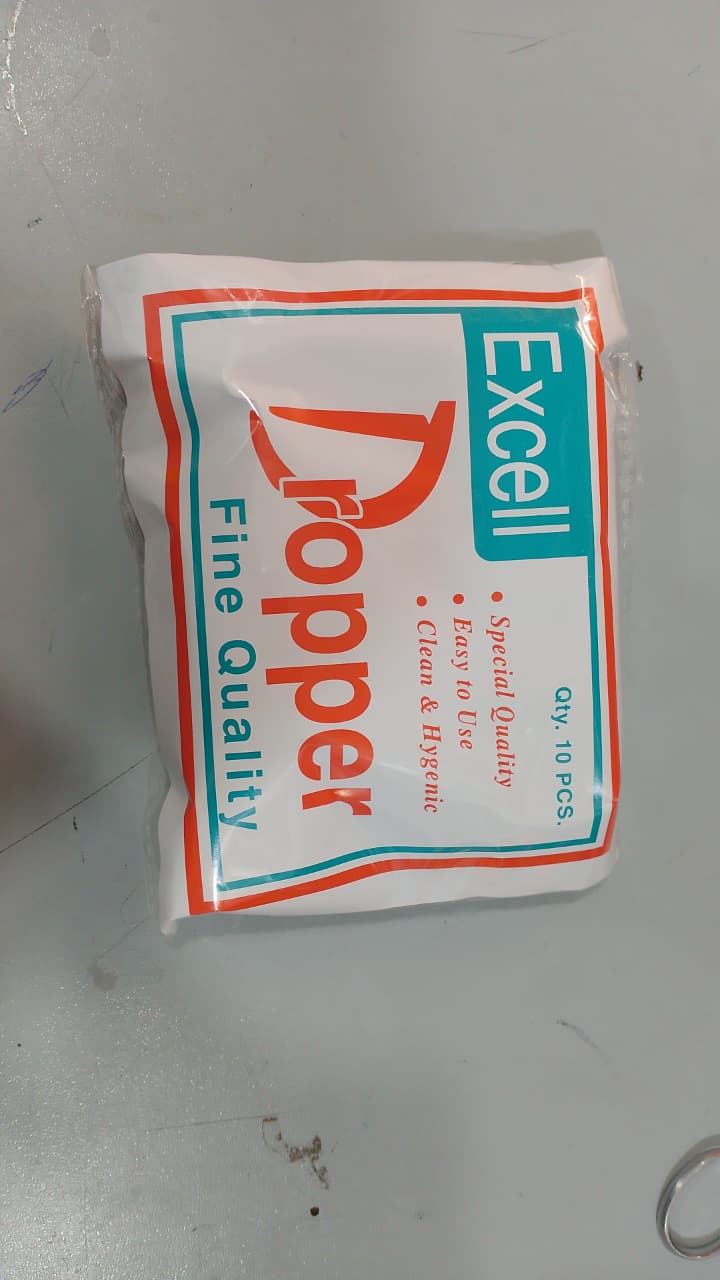 Excell
Qty. 10 PCS.
• Special Quality
• Easy to Use
• Clean & Hygenic
Dropper
Fine Quality